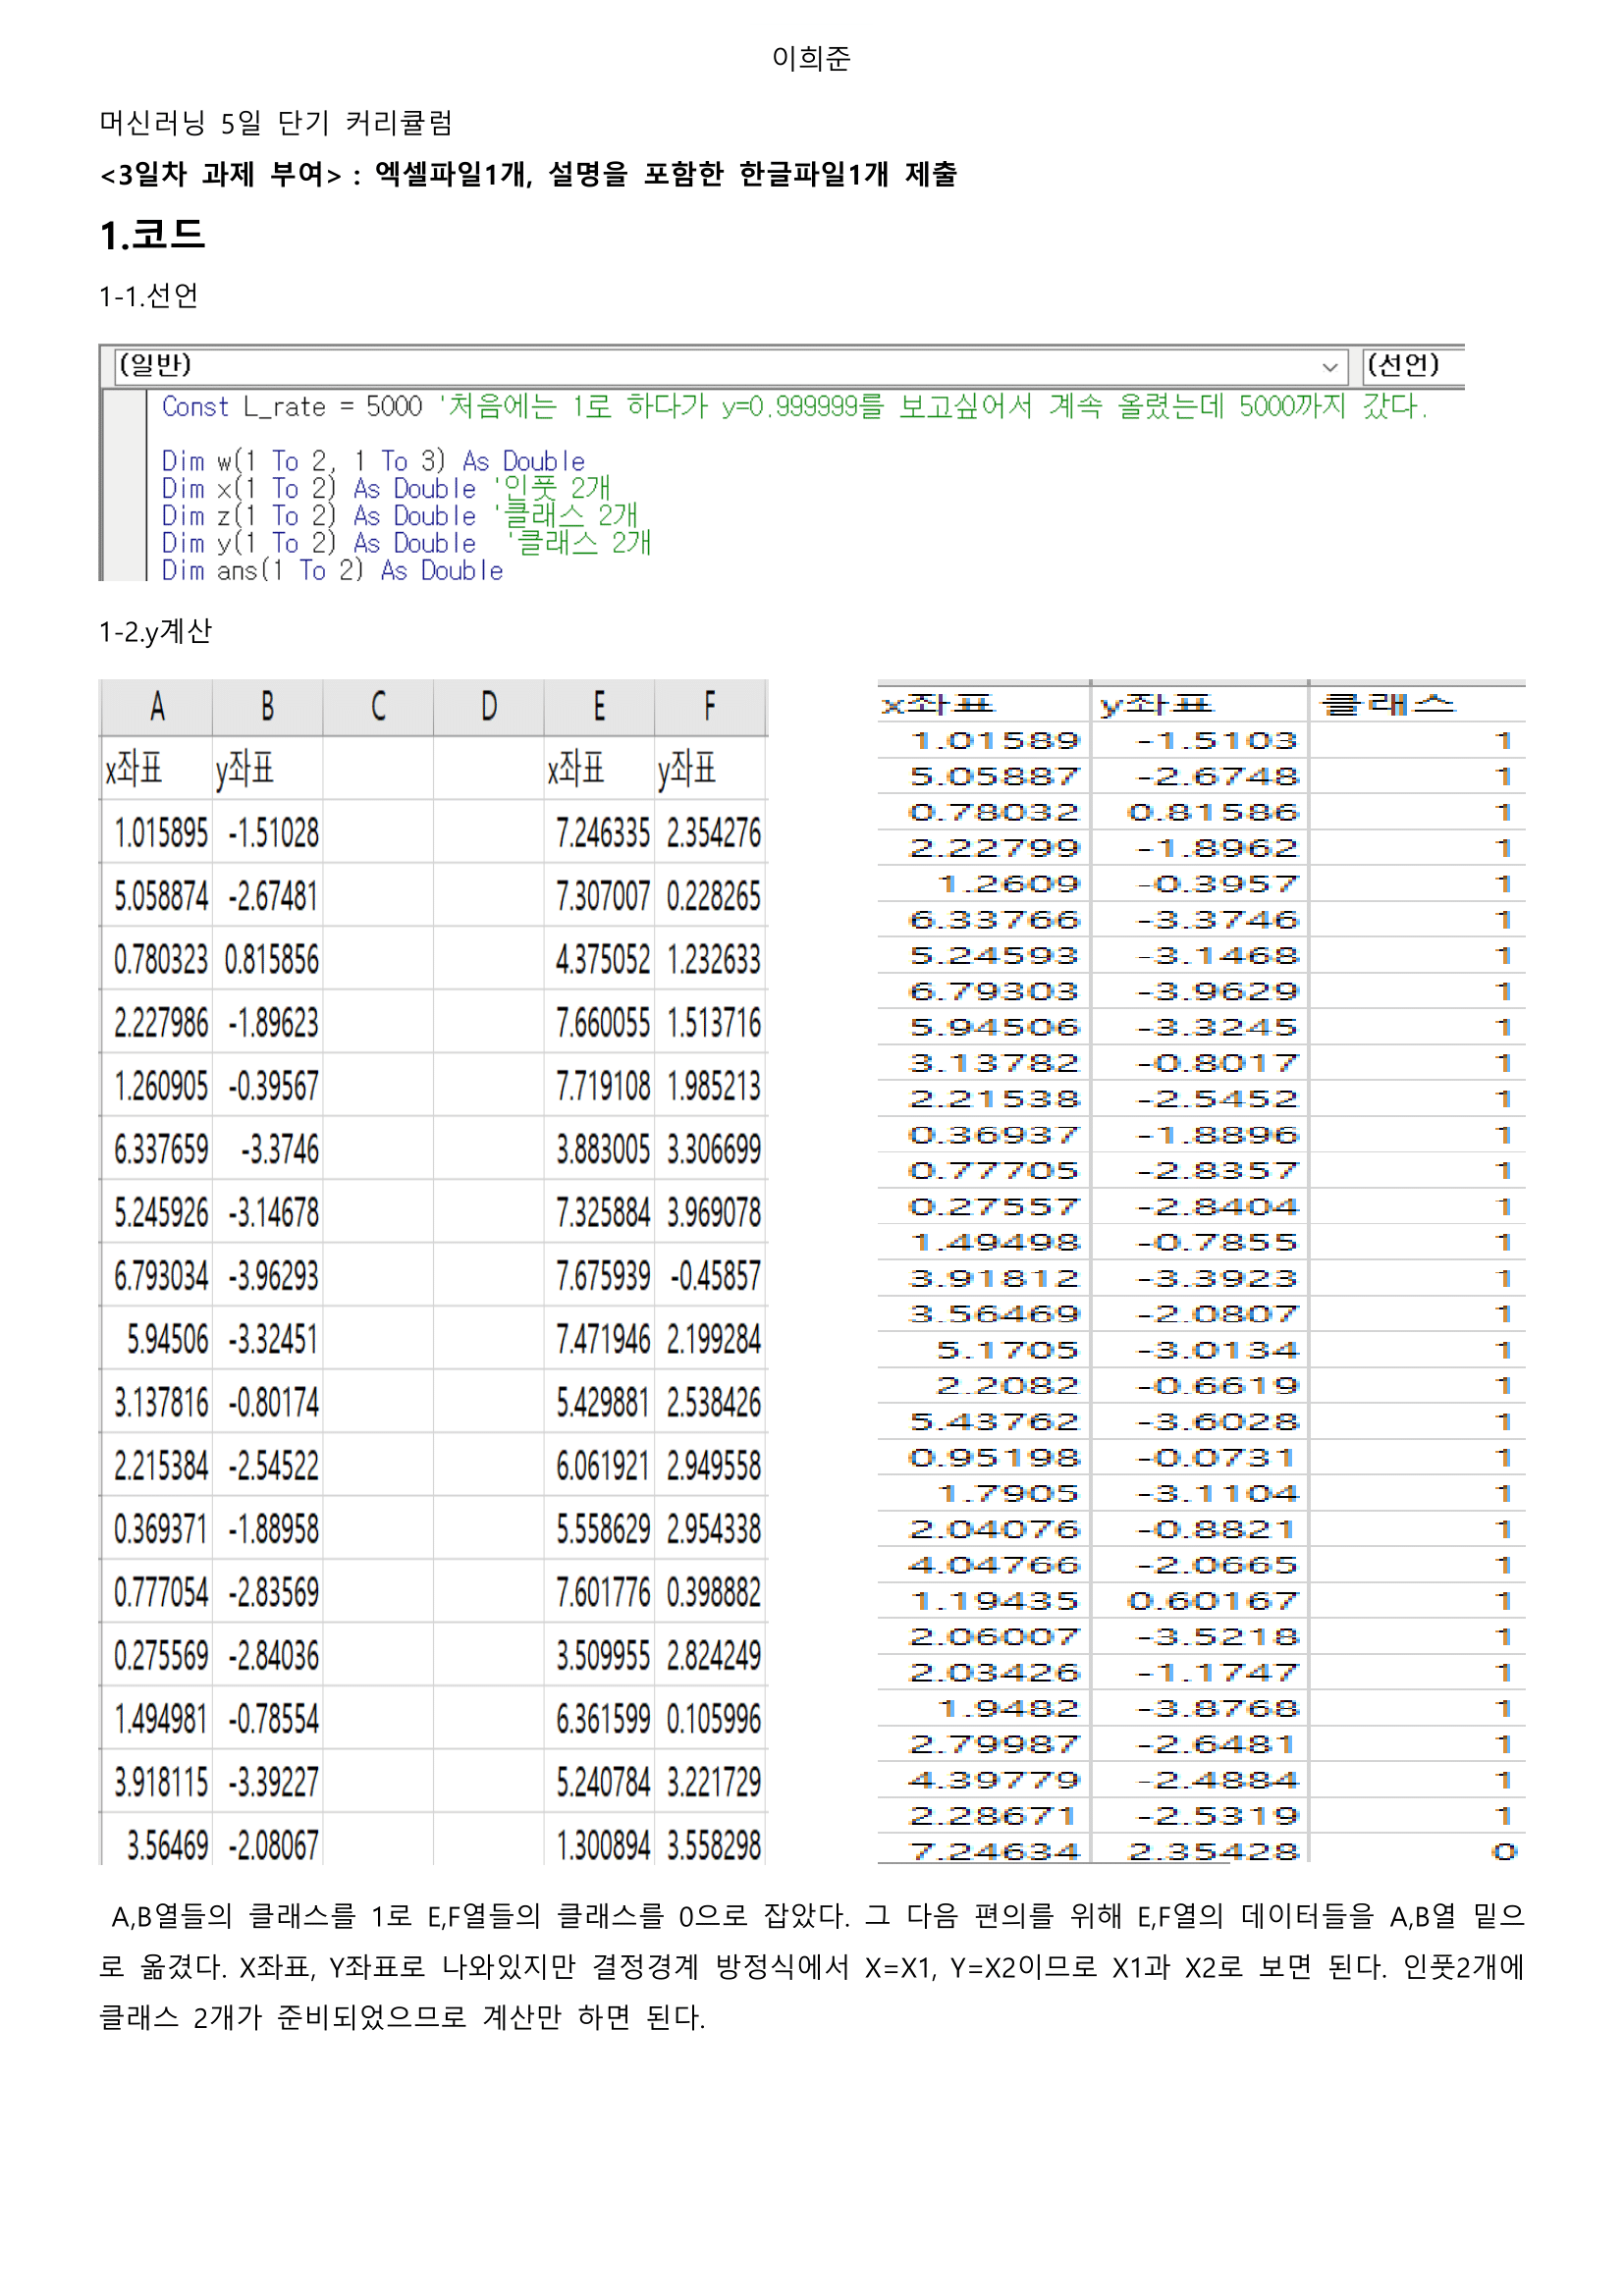 이희준
머신러닝 5일 단기 커리큘럼
<3일차 과제 부여> : 엑셀파일1개, 설명을 포함한 한글파일1개 제출
1.코드
1-1.선언
(일반) (선언)
Const L_rate = 5000 '처음에는 1로 하다가 y=0.999999를 보고싶어서 계속 올렸는데 5000까지 갔다.
Dim w(1 To 2, 1 To 3) As Double
Dim x(1 To 2) As Double '인풋 2개
Dim z(1 To 2) As Double '클래스 2개
Dim y(1 To 2) As Double '클래스 2개
Dim ans(1 To 2) As Double
1-2.y계산
A B C D E F
x좌표 y좌표 x좌표 y좌표
1.015895 -1.51028 7.246335 2.354276
5.058874 -2.67481 7.307007 0.228265
0.780323 0.815856 4.375052 1.232633
2.227986 -1.89623 7.660055 1.513716
1.260905 -0.39567 7.719108 1.985213
6.337659 -3.3746 3.883005 3.306699
5.245926 -3.14678 7.325884 3.969078
6.793034 -3.96293 7.675939 -0.45857
5.94506 -3.32451 7.471946 2.199284
3.137816 -0.80174 5.429881 2.538426
2.215384 -2.54522 6.061921 2.949558
0.369371 -1.88958 5.558629 2.954338
0.777054 -2.83569 7.601776 0.398882
0.275569 -2.84036 3.509955 2.824249
1.494981 -0.78554 6.361599 0.105996
3.918115 -3.39227 5.240784 3.221729
3.56469 -2.08067 1.300894 3.558298
x좌표 y좌표 클래스
1.01589 -1.5103 1
5.05887 -2.6748 1
0.78032 0.81586 1
2.22799 -1.8962 1
1.2609 -0.3957 1
6.33766 -3.3746 1
5.24593 -3.1468 1
6.79303 -3.9629 1
5.94506 -3.3245 1
3.13782 -0.8017 1
2.21538 -2.5452 1
0.36937 -1.8896 1
0.77705 -2.8357 1
0.27557 -2.8404 1
1.49498 -0.7855 1
3.91812 -3.3923 1
3.56469 -2.0807 1
5.1705 -3.0134 1
2.2082 -0.6619 1
5.43762 -3.6028 1
0.95198 -0.0731 1
1.7905 -3.1104 1
2.04076 -0.8821 1
4.04766 -2.0665 1
1.19435 0.60167 1
2.06007 -3.5218 1
2.03426 -1.1747 1
1.9482 -3.8768 1
2.79987 -2.6481 1
4.39779 -2.4884 1
2.28671 -2.5319 1
7.24634 2.35428 0
A,B열들의 클래스를 1로 E,F열들의 클래스를 0으로 잡았다. 그 다음 편의를 위해 E,F열의 데이터들을 A,B열 밑으
로 옮겼다. X좌표, Y좌표로 나와있지만 결정경계 방정식에서 X=X1, Y=X2이므로 X1과 X2로 보면 된다. 인풋2개에
클래스 2개가 준비되었으므로 계산만 하면 된다.